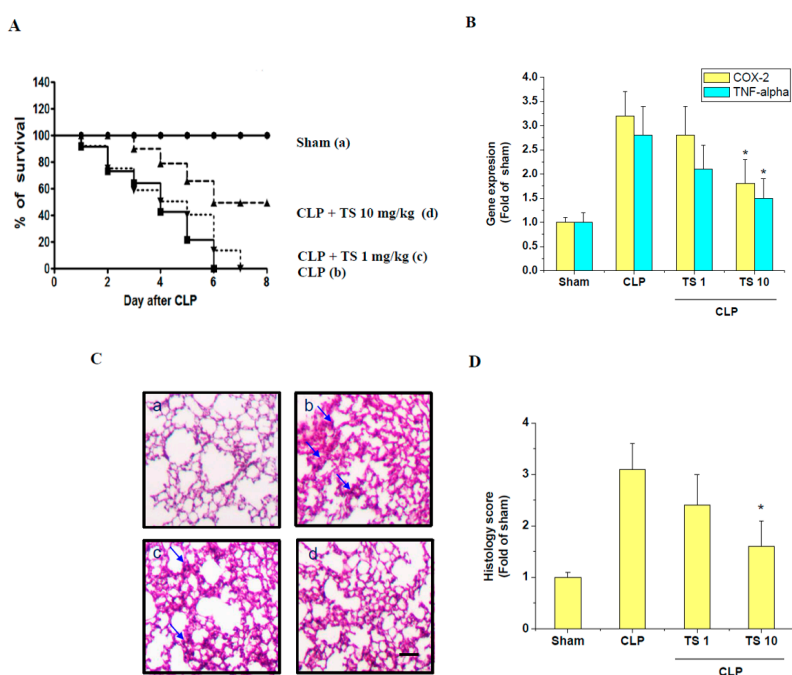 A
140
120
100
80
60
40
20
0
% of survival
0 2 4 6 8
Day after CLP
Sham (a)
CLP + TS 10 mg/kg (d)
CLP + TS 1 mg/kg (c)
CLP (b)
B
COX-2
TNF-alpha
4.0
3.5
3.0
2.5
2.0
1.5
1.0
0.5
0.0
Gene expresion
(Fold of sham)
* *
Sham CLP TS 1 TS 10
CLP
C
a
b
c
d
D
4
3
2
1
0
Histology score
(Fold of sham)
*
Sham CLP TS 1 TS 10
CLP